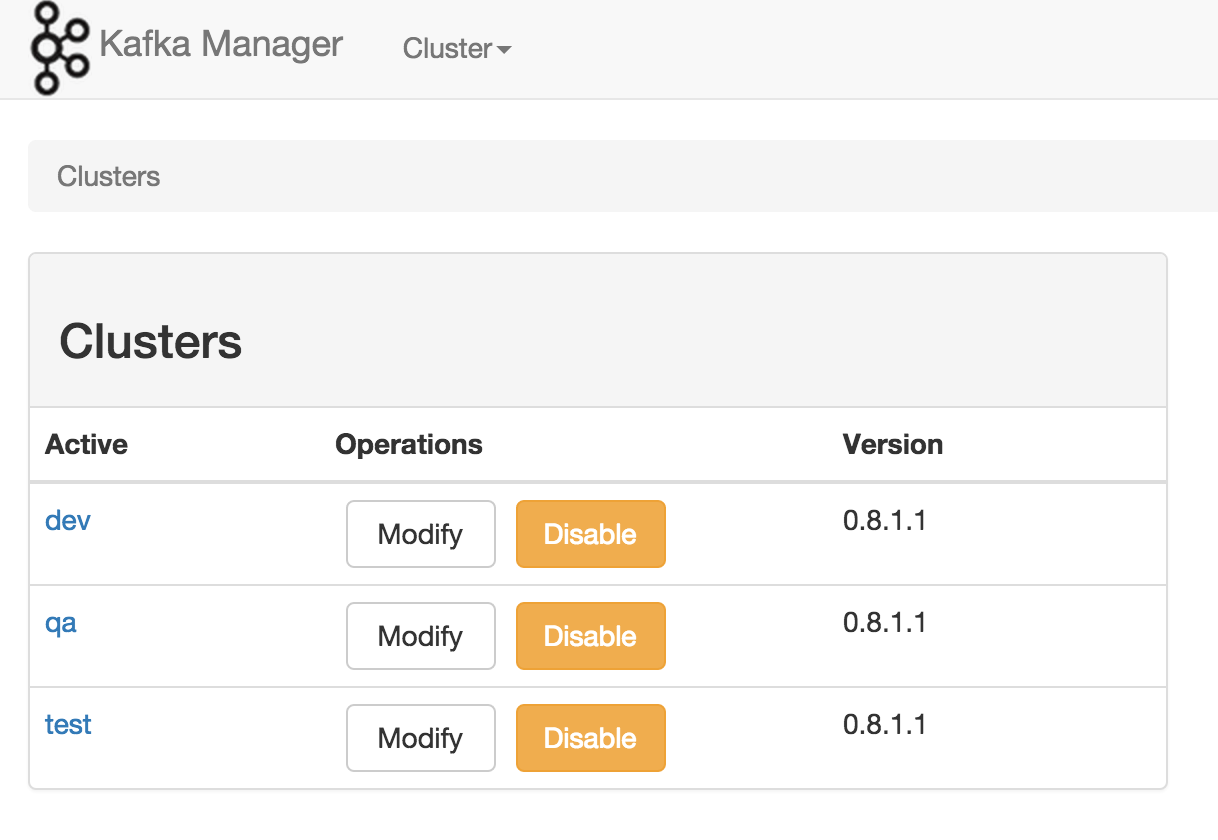 Kafka Manager Cluster
Clusters
Clusters
Active Operations Version
dev Modify Disable 0.8.1.1
qa Modify Disable 0.8.1.1
test Modify Disable 0.8.1.1